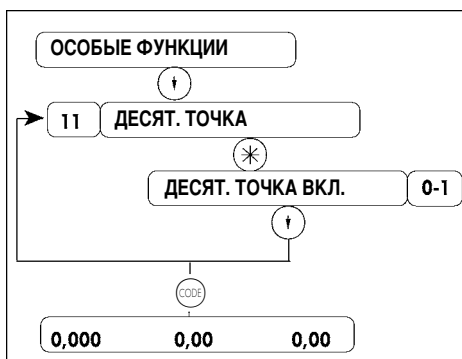 ОСОБЫЕ ФУНКЦИИ
11 ДЕСЯТ. ТОЧКА
ДЕСЯТ. ТОЧКА ВКЛ. 0-1
CODE
0,000 0,00 0,00